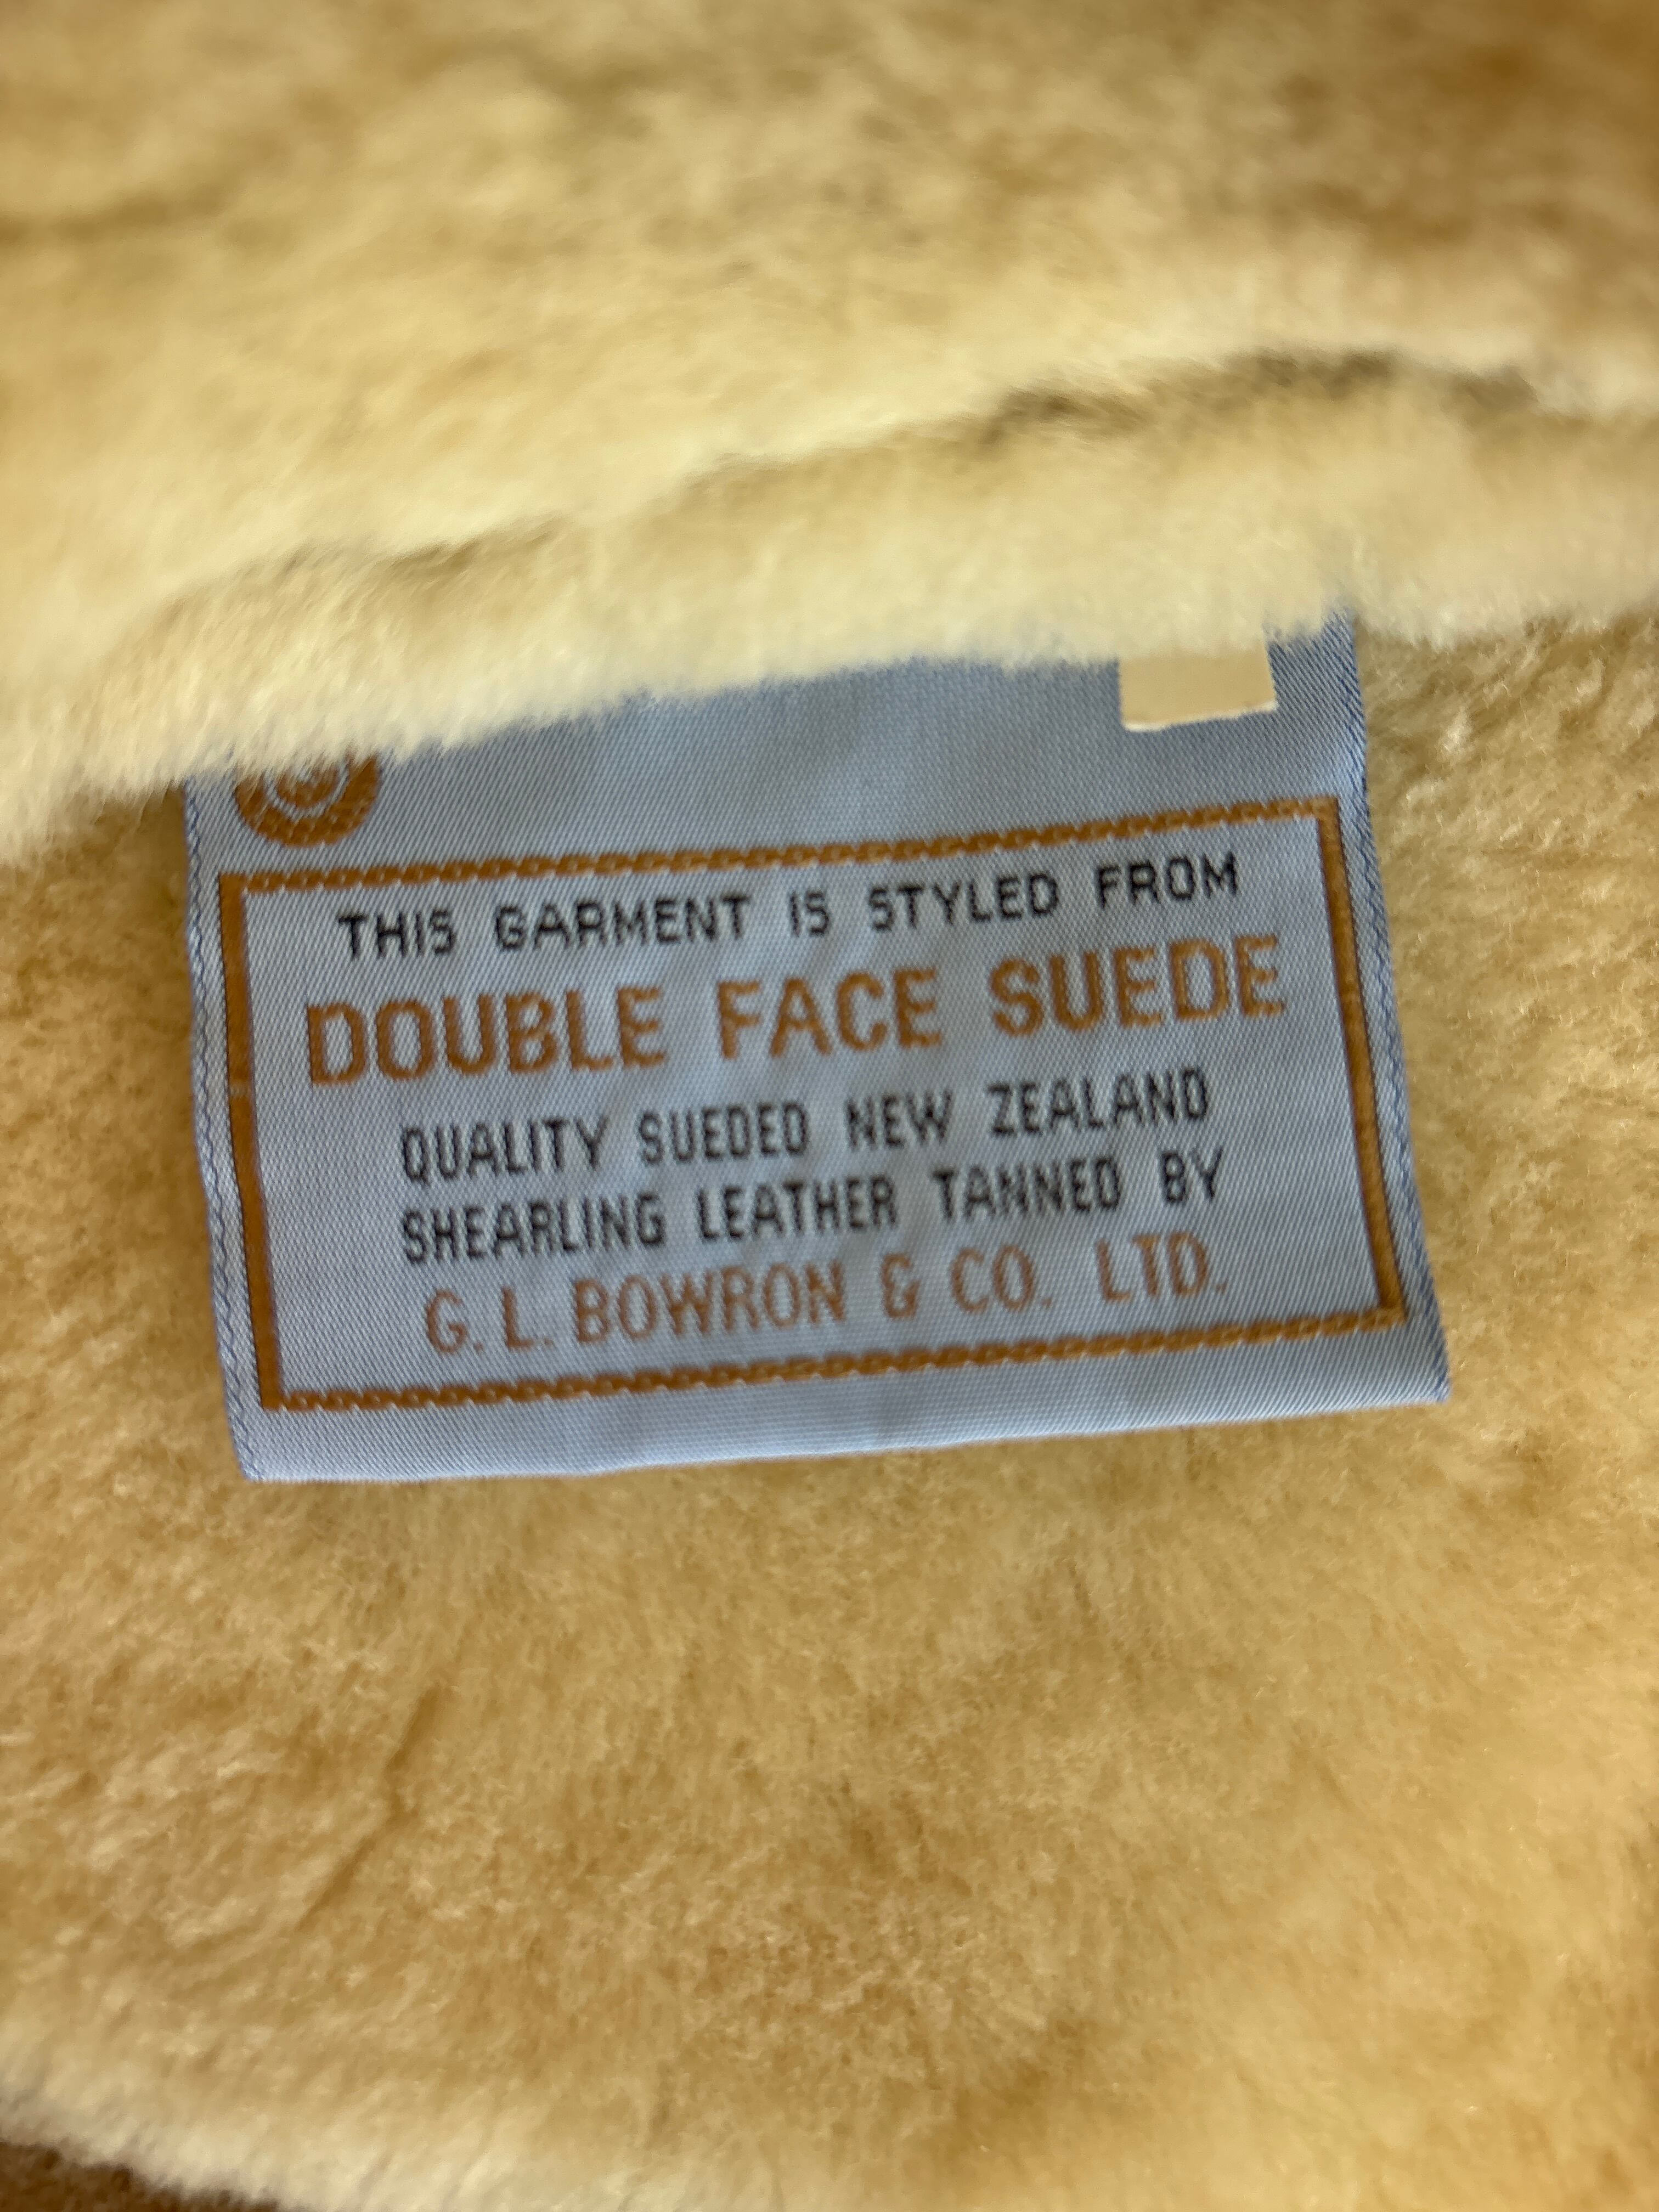 THIS GARMENT IS STYLED FROM
DOUBLE FACE SUEDE
QUALITY SUEDED NEW ZEALAND
SHEARLING LEATHER TANNED BY
G. L. BOWRON & CO. LTD.